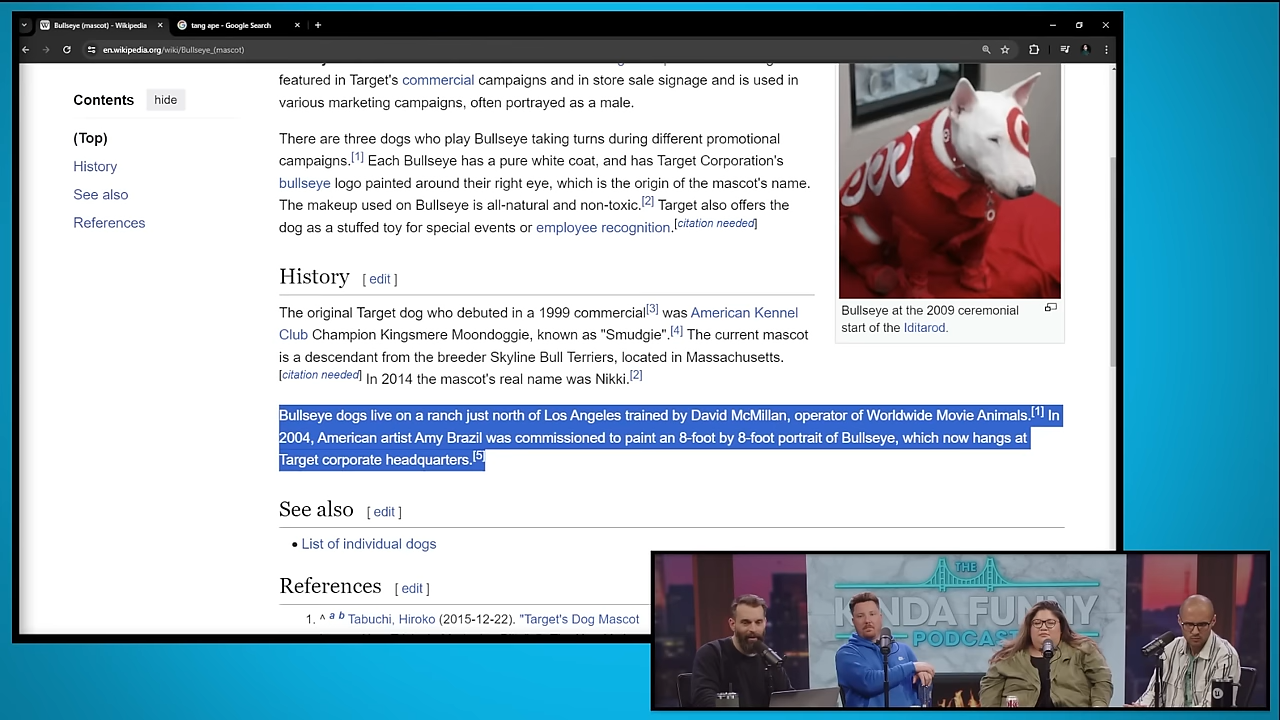 Bullseye (mascot) - Wikipedia
tang ape - Google Search
en.wikipedia.org/wiki/Bullseye_(mascot)
Contents hide
(Top)
History
See also
References
featured in Target's commercial campaigns and in store sale signage and is used in
various marketing campaigns, often portrayed as a male.
There are three dogs who play Bullseye taking turns during different promotional
campaigns.[1] Each Bullseye has a pure white coat, and has Target Corporation's
bullseye logo painted around their right eye, which is the origin of the mascot's name.
The makeup used on Bullseye is all-natural and non-toxic.[2] Target also offers the
dog as a stuffed toy for special events or employee recognition.[citation needed]
Bullseye at the 2009 ceremonial
start of the Iditarod.
History [ edit ]
The original Target dog who debuted in a 1999 commercial[3] was American Kennel
Club Champion Kingsmere Moondoggie, known as "Smudgie".[4] The current mascot
is a descendant from the breeder Skyline Bull Terriers, located in Massachusetts.
[citation needed] In 2014 the mascot's real name was Nikki.[2]
Bullseye dogs live on a ranch just north of Los Angeles trained by David McMillan, operator of Worldwide Movie Animals.[1] In
2004, American artist Amy Brazil was commissioned to paint an 8-foot by 8-foot portrait of Bullseye, which now hangs at
Target corporate headquarters.[5]
See also [ edit ]
• List of individual dogs
References [ edit ]
1. ^ a b Tabuchi, Hiroko (2015-12-22). "Target's Dog Mascot
THE
KINDA FUNNY
PODCAST